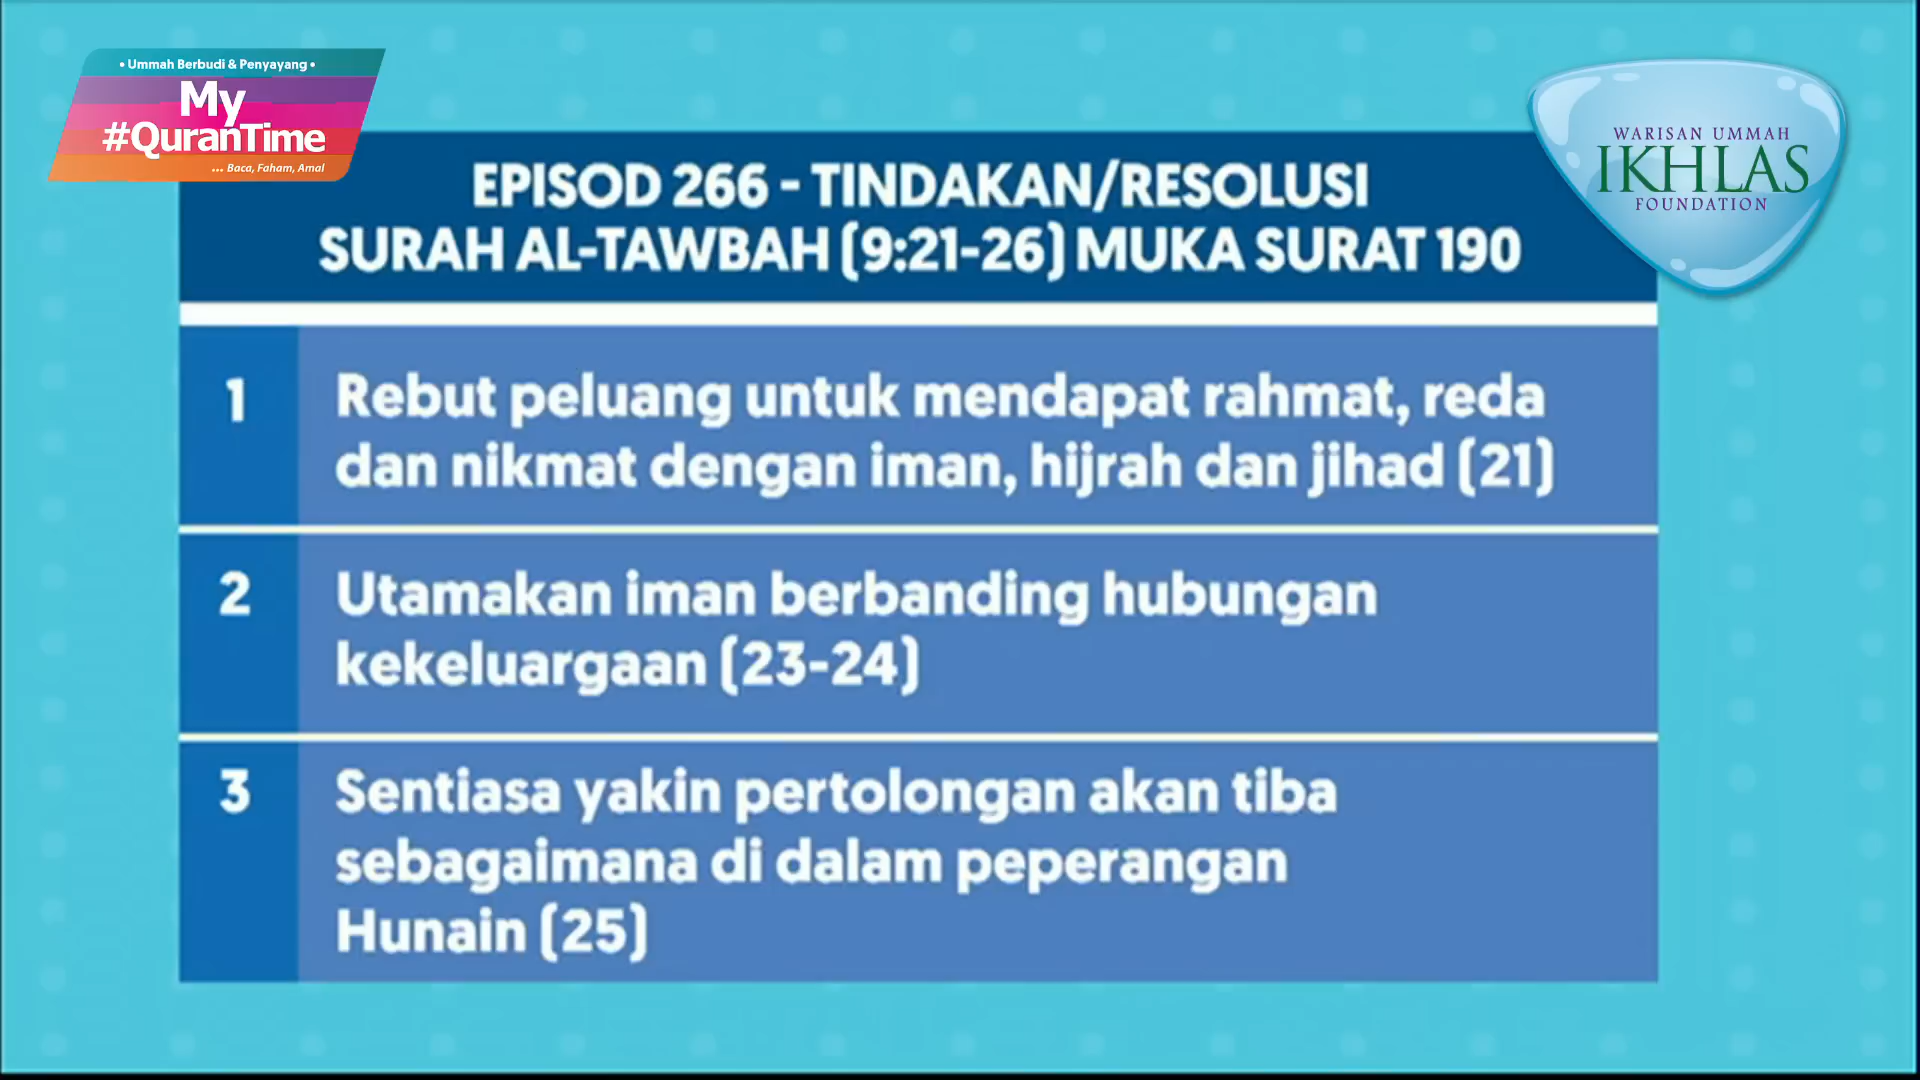 • Ummah Berbudi & Penyayang •
My
#QuranTime
... Baca, Faham, Amal
WARISAN UMMAH
IKHLAS
FOUNDATION
EPISOD 266 - TINDAKAN/RESOLUSI
SURAH AL-TAWBAH (9:21-26) MUKA SURAT 190
1 Rebut peluang untuk mendapat rahmat, reda
dan nikmat dengan iman, hijrah dan jihad (21)
2 Utamakan iman berbanding hubungan
kekeluargaan (23-24)
3 Sentiasa yakin pertolongan akan tiba
sebagaimana di dalam peperangan
Hunain (25)